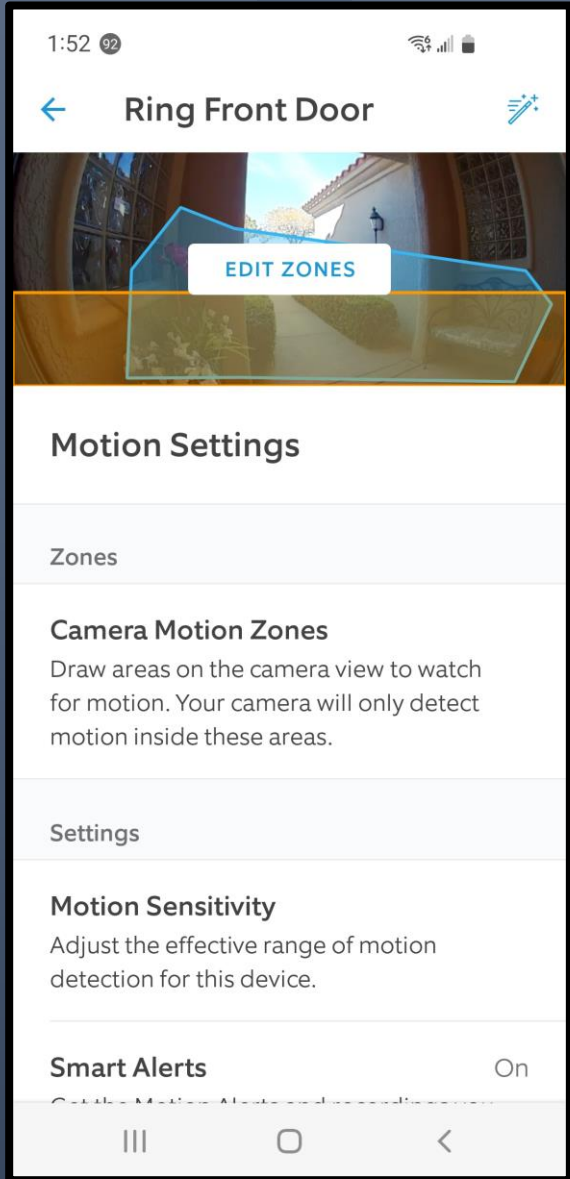 1:52 92
Ring Front Door
EDIT ZONES
Motion Settings
Zones
Camera Motion Zones
Draw areas on the camera view to watch
for motion. Your camera will only detect
motion inside these areas.
Settings
Motion Sensitivity
Adjust the effective range of motion
detection for this device.
Smart Alerts On